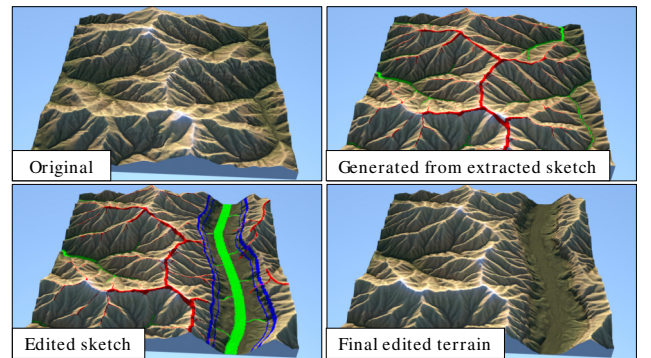 Original
Generated from extracted sketch
Edited sketch
Final edited terrain